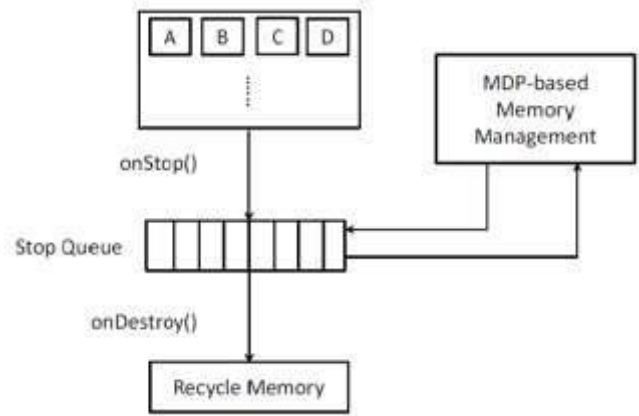 A B C D
MDP-based
Memory
Management
onStop()
Stop Queue
onDestroy()
Recycle Memory